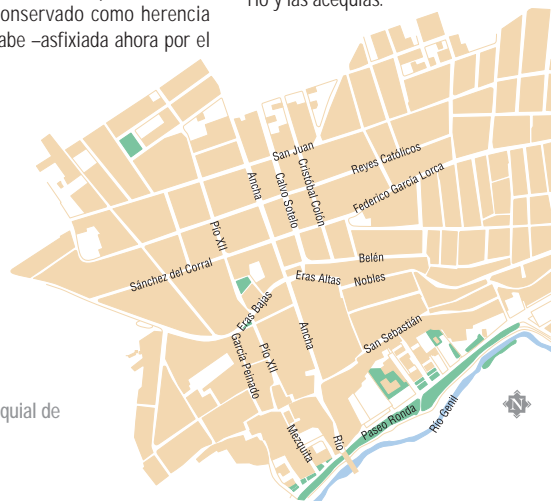 onservado como herencia
abe –asfixiada ahora por el
río y las acequias.
San Juan
Reyes Católicos
Cristóbal Colón
Calvo Sotelo
Ancha
Federico García Lorca
Pío XII
Belén
Sánchez del Corral
Eras Altas
Nobles
Eras Bajas
Ancha
San Sebastián
García Peinado
Pío XII
Paseo Ronda
Río Genil
N
Mezquita
Río
quial de